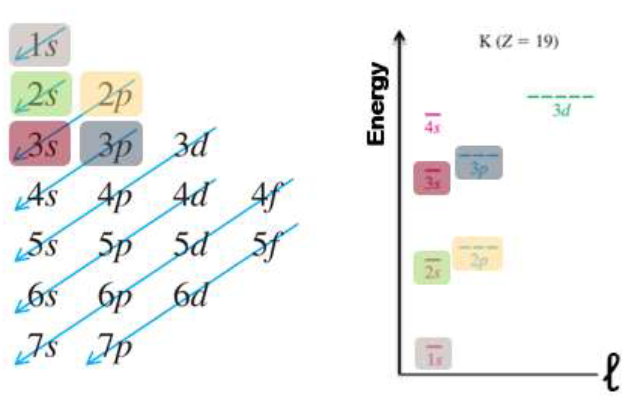 1s
2s 2p
3s 3p 3d
4s 4p 4d 4f
5s 5p 5d 5f
6s 6p 6d
7s 7p
Energy
K (Z = 19)
3d
4s
3p
3s
2p
2s
1s
ℓ